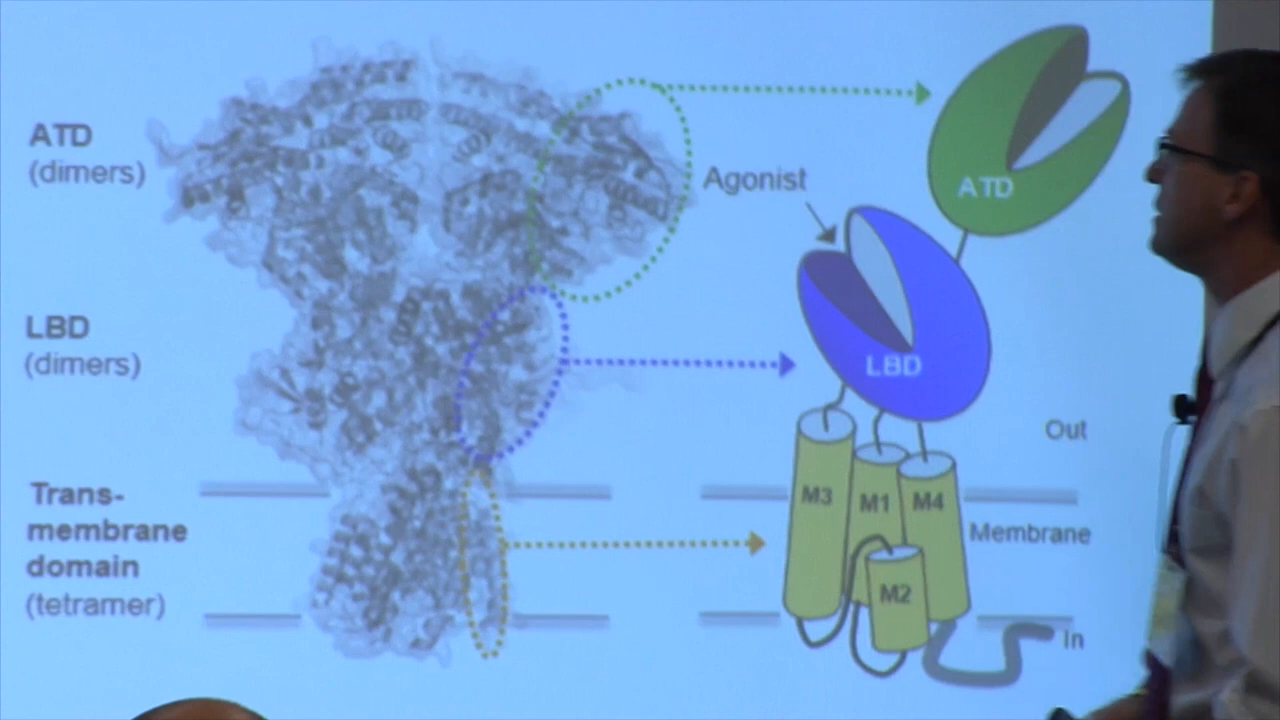 ATD
(dimers)
LBD
(dimers)
Trans-
membrane
domain
(tetramer)
Agonist
ATD
LBD
Out
M3
M1
M4
Membrane
M2
In